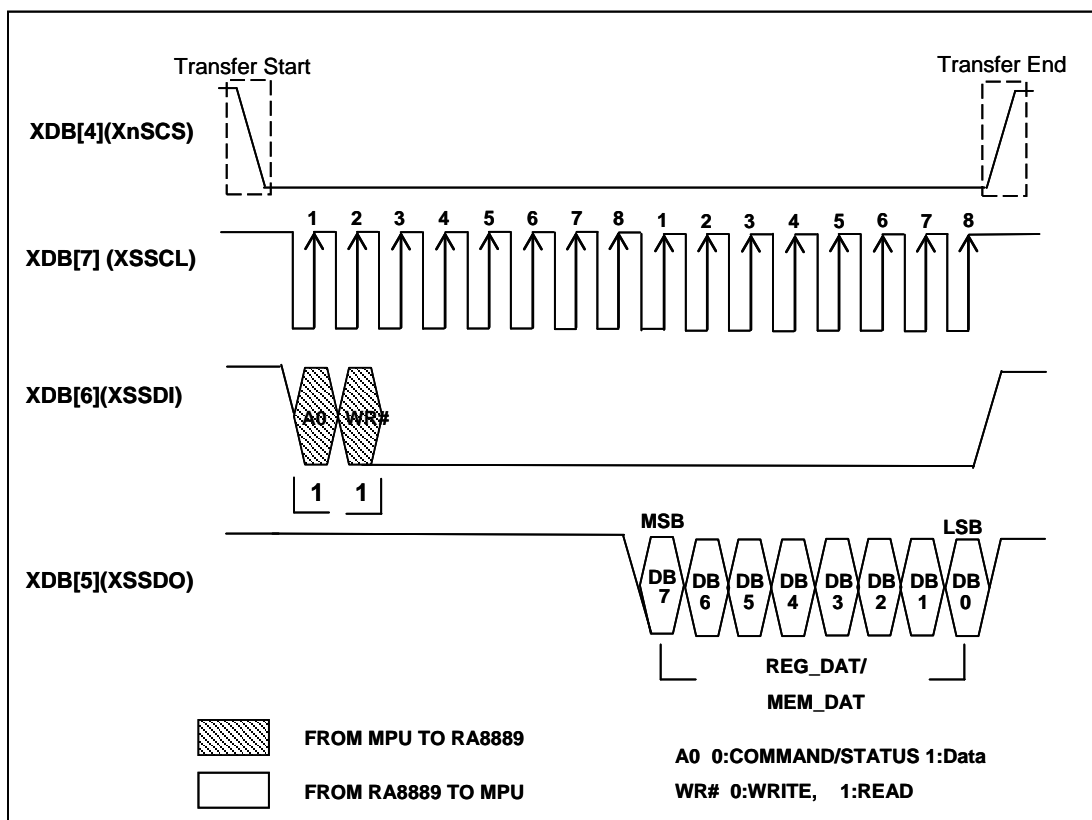 Transfer Start
Transfer End
XDB[4](XnSCS)
1 2 3 4 5 6 7 8 1 2 3 4 5 6 7 8
XDB[7] (XSSCL)
XDB[6](XSSDI)
A0 WR#
1 1
MSB
LSB
XDB[5](XSSDO)
DB DB DB DB DB DB DB DB
7 6 5 4 3 2 1 0
REG_DAT/
MEM_DAT
FROM MPU TO RA8889
A0 0:COMMAND/STATUS 1:Data
FROM RA8889 TO MPU
WR# 0:WRITE, 1:READ